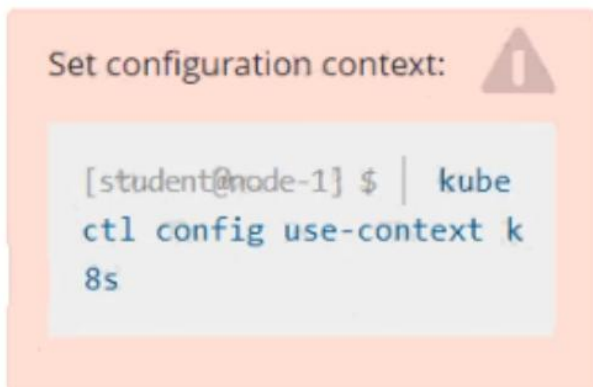 Set configuration context:
[student@node-1] $ | kube
ctl config use-context k
8s